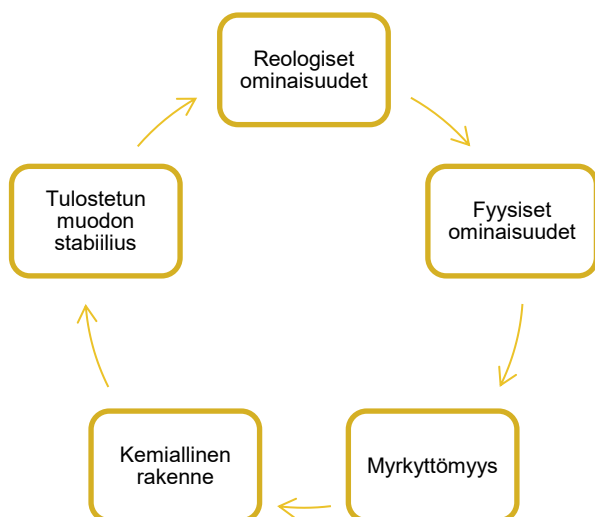 Reologiset
ominaisuudet
Fyysiset
ominaisuudet
Myrkyttömyys
Kemiallinen
rakenne
Tulostetun
muodon
stabiilius